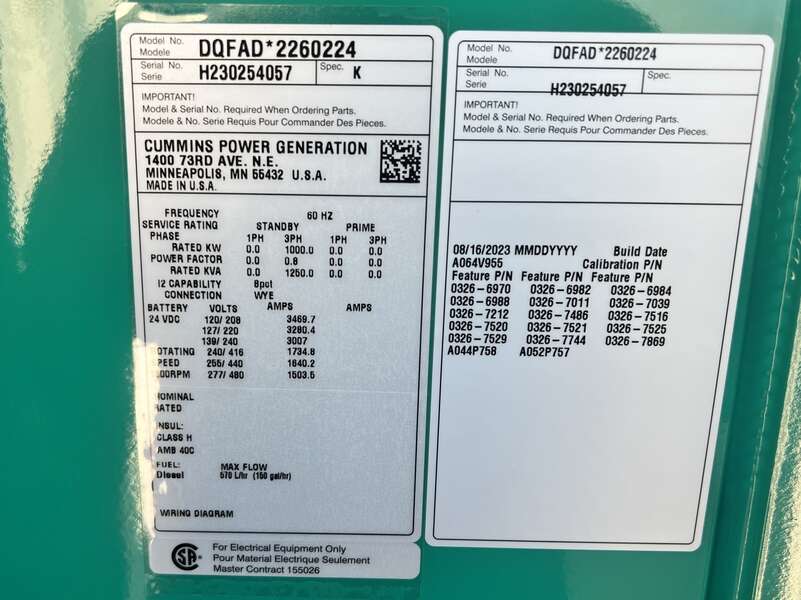 Model No.
Modele
DQFAD*2260224
Serial No.
Serie
H230254057
Spec.
K
IMPORTANT!
Model & Serial No. Required When Ordering Parts.
Modele & No. Serie Requis Pour Commander Des Pieces.
CUMMINS POWER GENERATION
1400 73RD AVE. N.E.
MINNEAPOLIS, MN 55432 U.S.A.
MADE IN U.S.A.
FREQUENCY 60 HZ
SERVICE RATING STANDBY PRIME
PHASE 1PH 3PH 1PH 3PH
RATED KW 0.0 1000.0 0.0 0.0
POWER FACTOR 0.0 0.8 0.0 0.0
RATED KVA 0.0 1250.0 0.0 0.0
I2 CAPABILITY 8pct
CONNECTION WYE
BATTERY VOLTS AMPS AMPS
24 VDC 120/ 208 3469.7
127/ 220 3280.4
139/ 240 3007
ROTATING 240/ 416 1734.8
SPEED 255/ 440 1640.2
00RPM 277/ 480 1503.5
NOMINAL
RATED
INSUL:
CLASS H
AMB 40C
FUEL: MAX FLOW
Diesel 570 L/hr (150 gal/hr)
WIRING DIAGRAM
CSA
For Electrical Equipment Only
Pour Material Electrique Seulement
Master Contract 155026
Model No.
Modele
DQFAD*2260224
Serial No.
Serie
H230254057
Spec.
IMPORTANT!
Model & Serial No. Required When Ordering Parts.
Modele & No. Serie Requis Pour Commander Des Pieces.
08/16/2023 MMDDYYYY Build Date
A064V955 Calibration P/N
Feature P/N Feature P/N Feature P/N
0326-6970 0326-6982 0326-6984
0326-6988 0326-7011 0326-7039
0326-7212 0326-7486 0326-7516
0326-7520 0326-7521 0326-7525
0326-7529 0326-7744 0326-7869
A044P758 A052P757